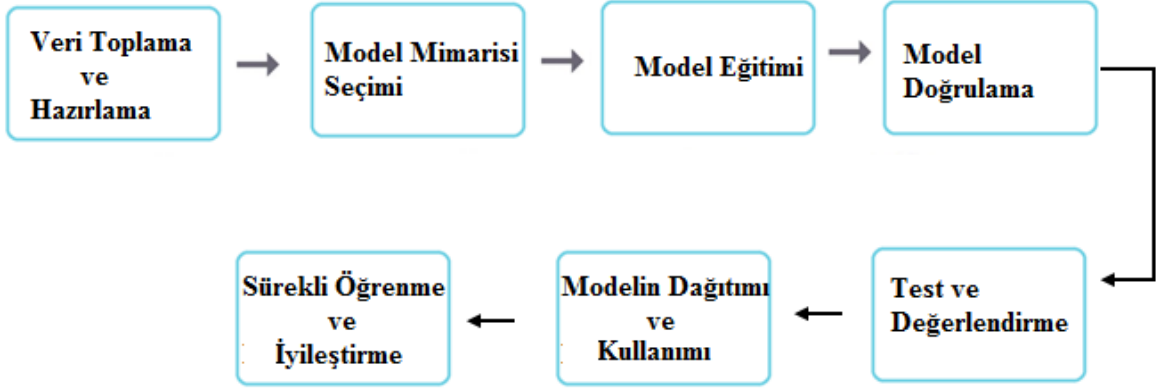 Veri Toplama
ve
Hazırlama
Model Mimarisi
Seçimi
Model Eğitimi
Model
Doğrulama
Test ve
Değerlendirme
Modelin Dağıtımı
ve
Kullanımı
Sürekli Öğrenme
ve
İyileştirme